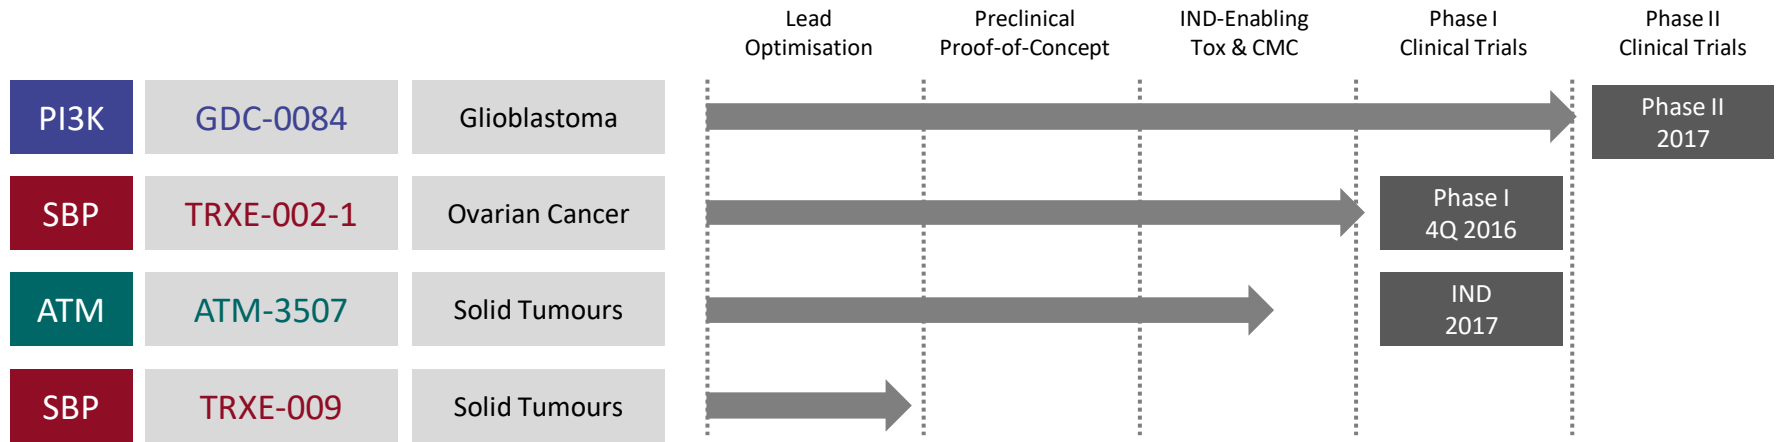 Lead
Optimisation
Preclinical
Proof-of-Concept
IND-Enabling
Tox & CMC
Phase I
Clinical Trials
Phase II
Clinical Trials
PI3K
GDC-0084
Glioblastoma
Phase II
2017
SBP
TRXE-002-1
Ovarian Cancer
Phase I
4Q 2016
ATM
ATM-3507
Solid Tumours
IND
2017
SBP
TRXE-009
Solid Tumours